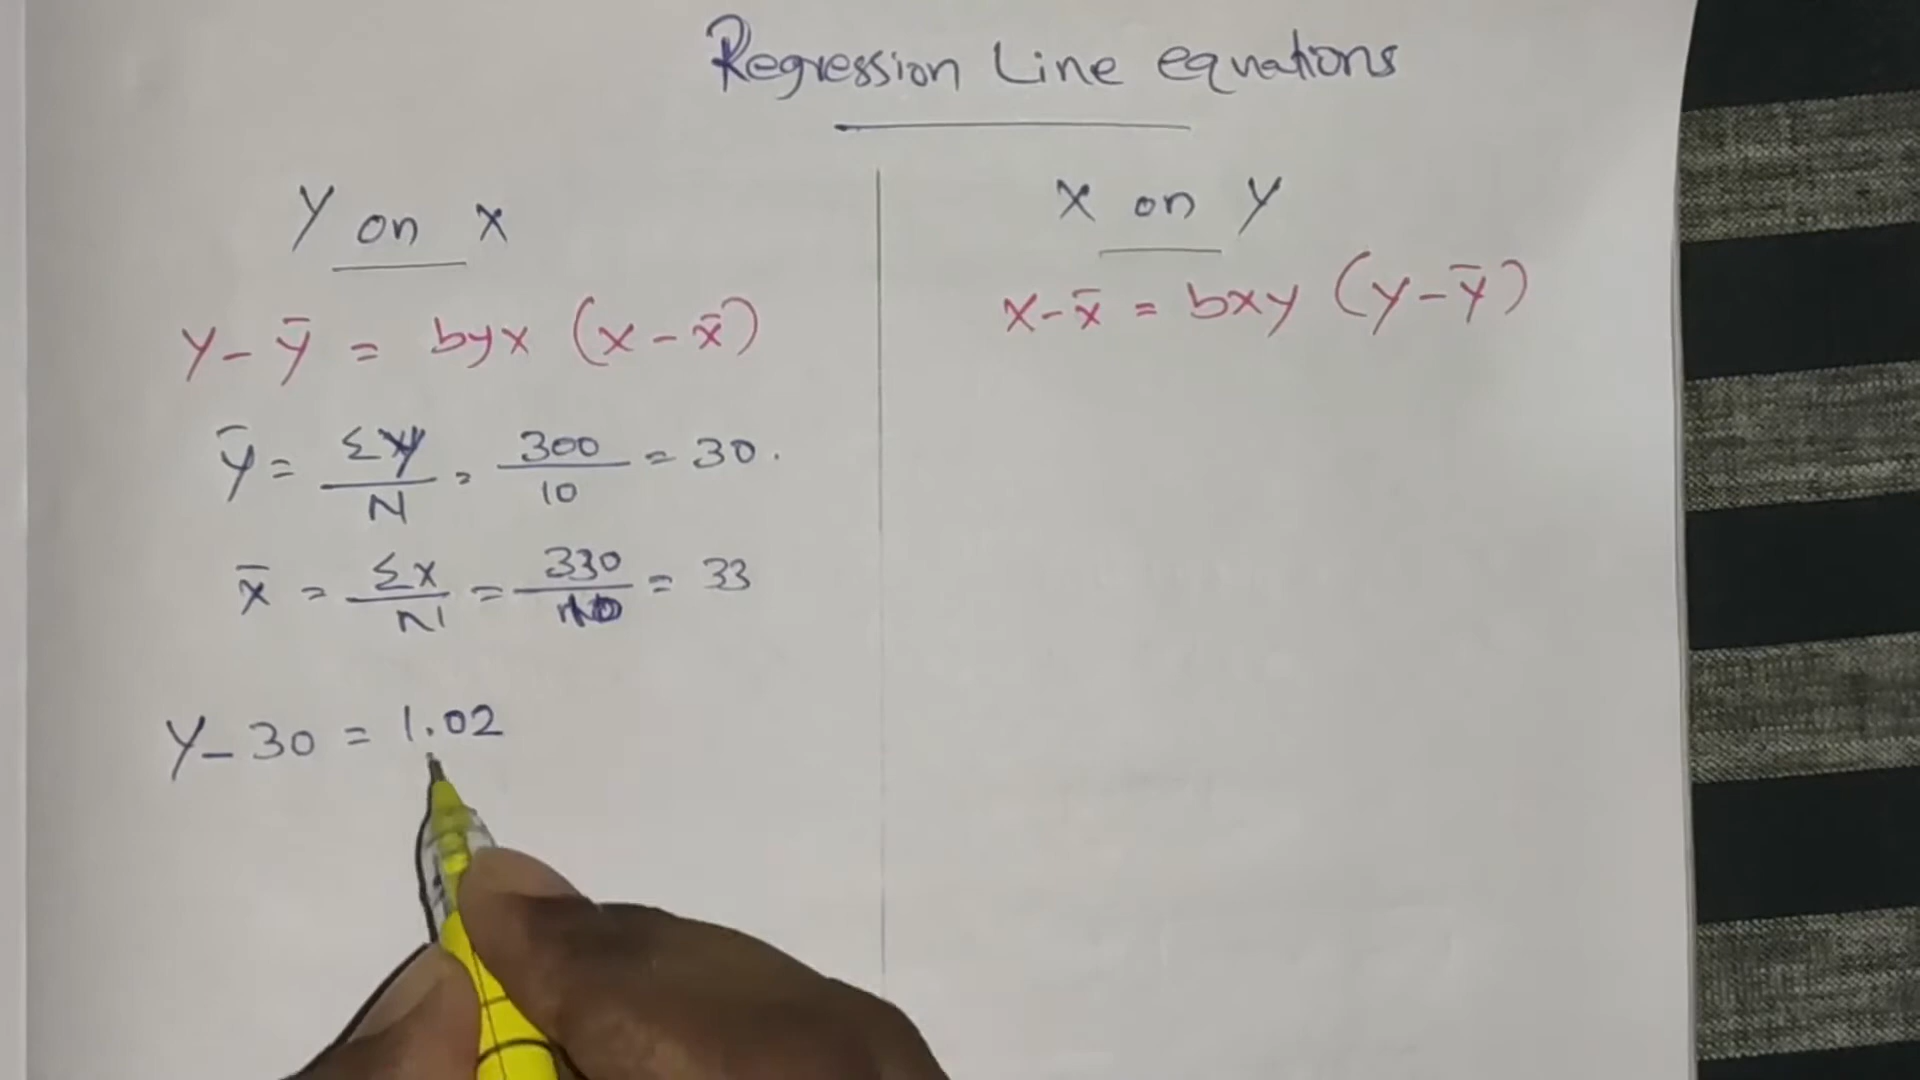 Regression Line equations
Y on X
Y - ȳ = byx (x - x̄)
ȳ = Σy/N = 300/10 = 30.
x̄ = Σx/N = 330/10 = 33
Y - 30 = 1.02
X on Y
X - x̄ = bxy (y - ȳ)